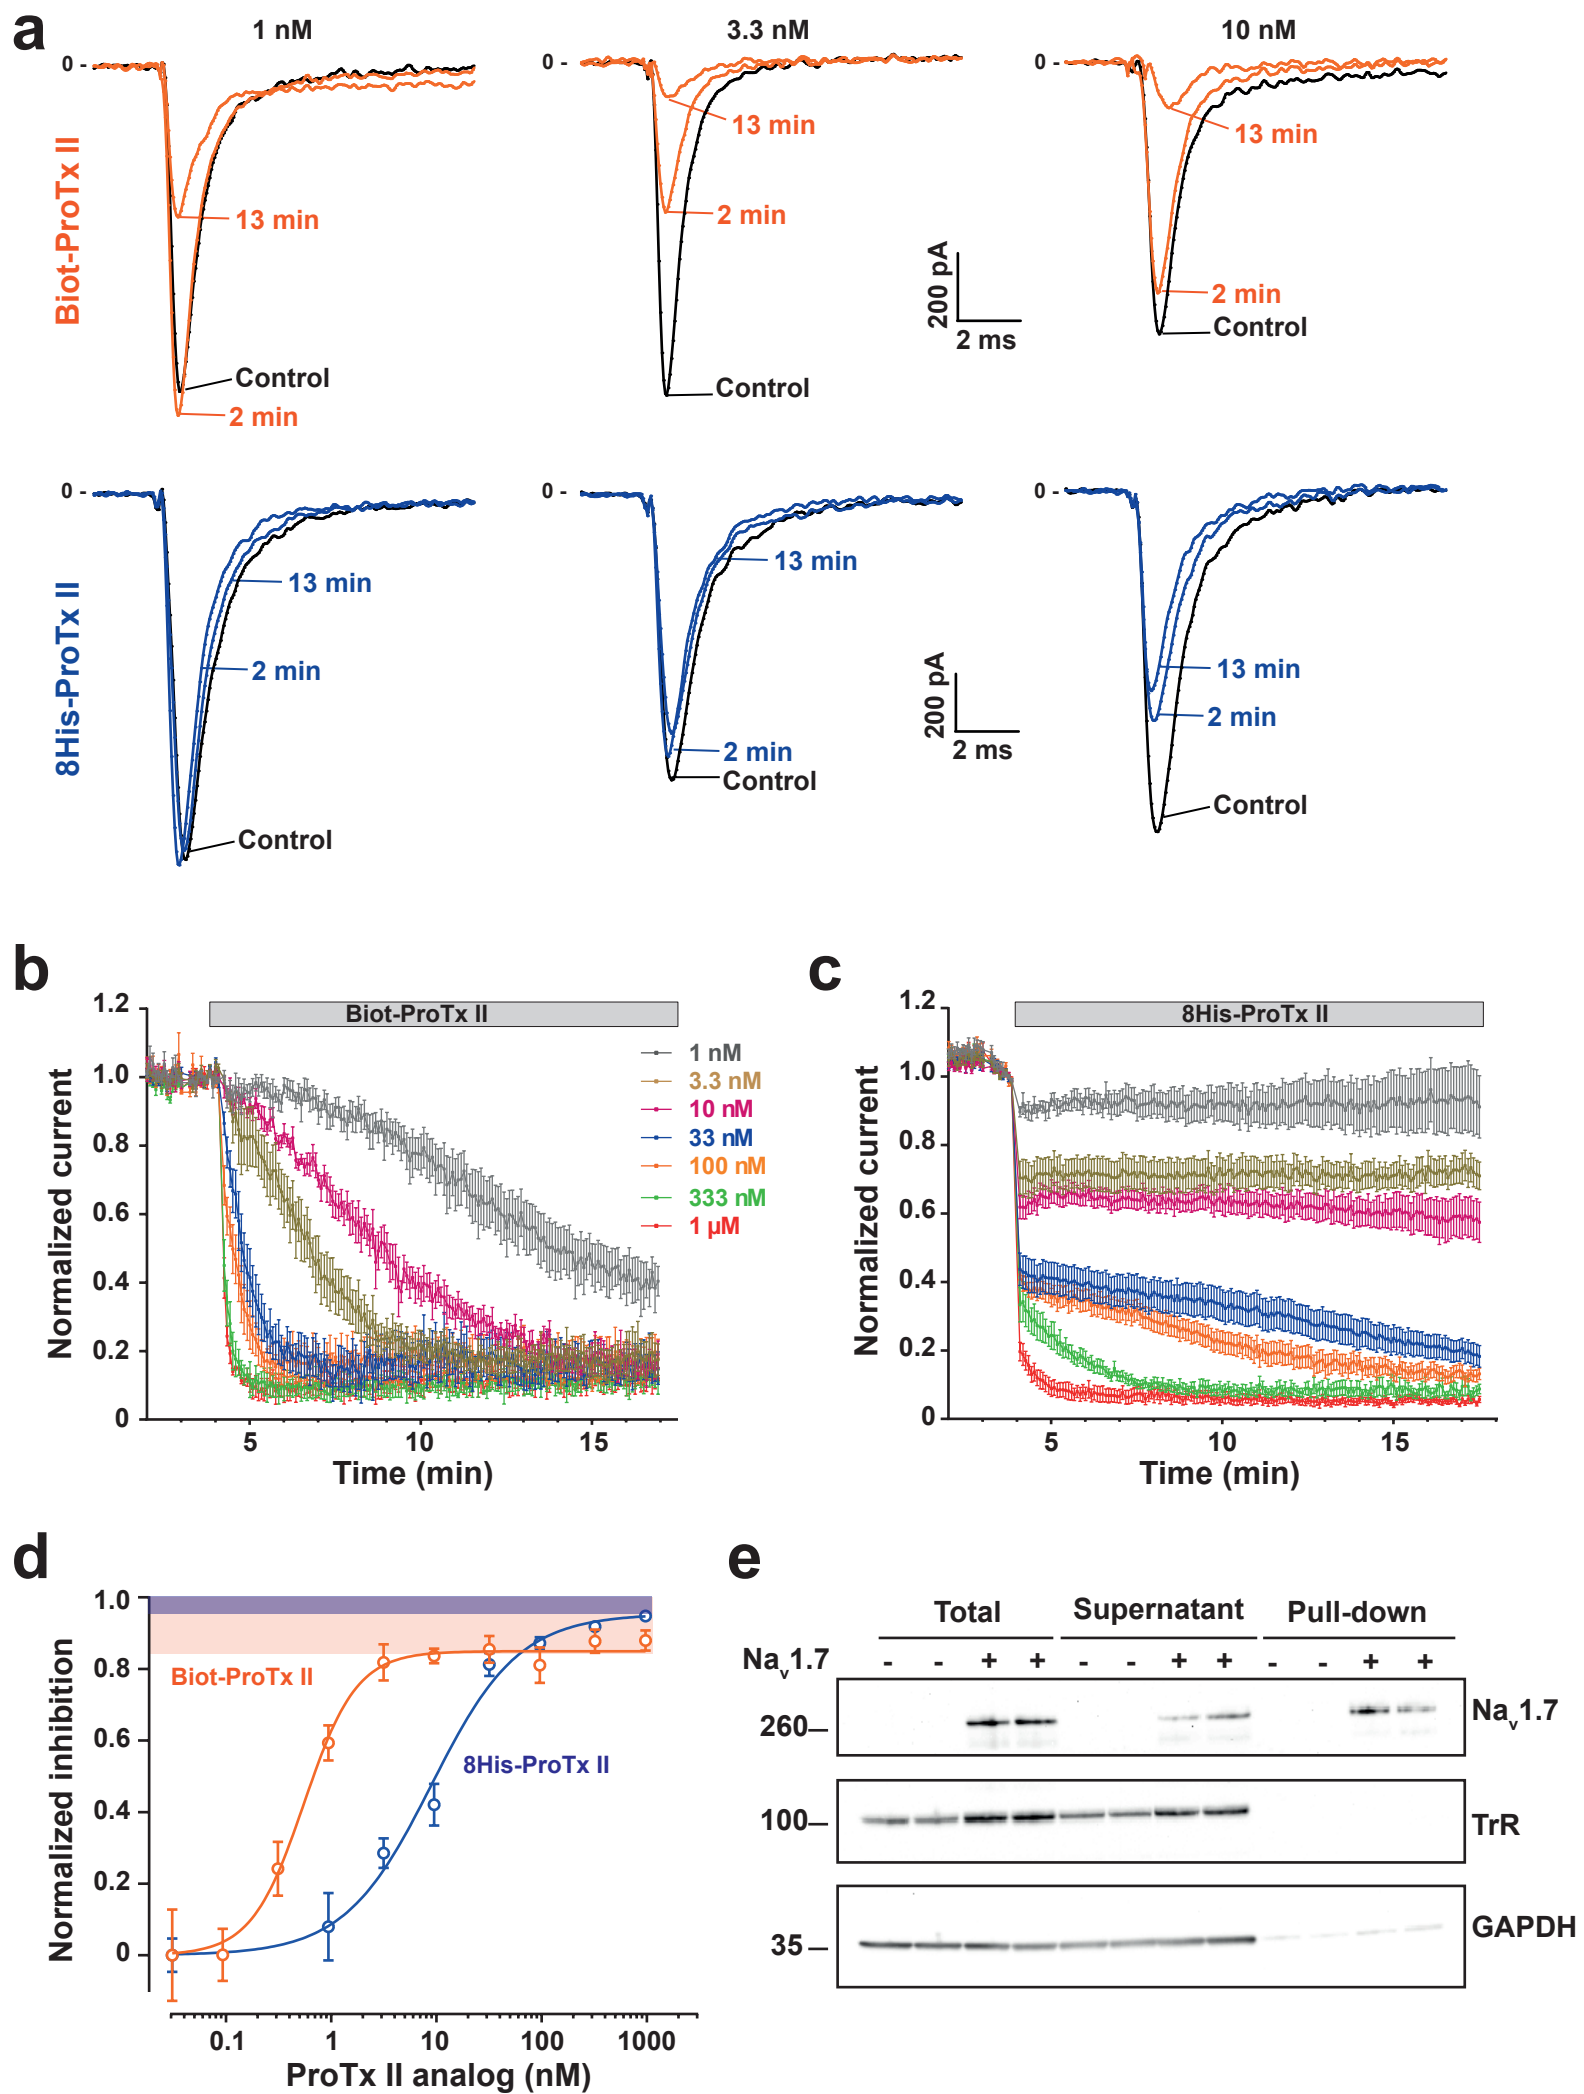 a
1 nM 3.3 nM 10 nM
Biot-ProTx II
0 -
13 min
Control
2 min
0 -
13 min
2 min
Control
200 pA
2 ms
13 min
2 min
Control
8His-ProTx II
0 -
13 min
2 min
Control
0 -
13 min
2 min
Control
200 pA
2 ms
0 -
13 min
2 min
Control
b
Biot-ProTx II
Normalized current
1.2
1.0
0.8
0.6
0.4
0.2
0
5 10 15
Time (min)
1 nM
3.3 nM
10 nM
33 nM
100 nM
333 nM
1 µM
c
8His-ProTx II
Normalized current
1.2
1.0
0.8
0.6
0.4
0.2
0
5 10 15
Time (min)
d
Normalized inhibition
1.0
0.8
0.6
0.4
0.2
0
Biot-ProTx II
8His-ProTx II
0.1 1 10 100 1000
ProTx II analog (nM)
e
Total Supernatant Pull-down
Nav1.7 - - + + - - + + - - + +
260 Nav1.7
100 TrR
35 GAPDH